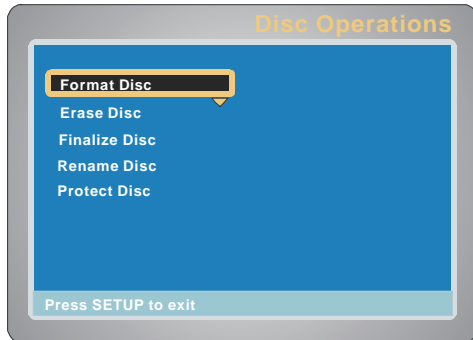 Disc Operations
Format Disc
Erase Disc
Finalize Disc
Rename Disc
Protect Disc
Press SETUP to exit